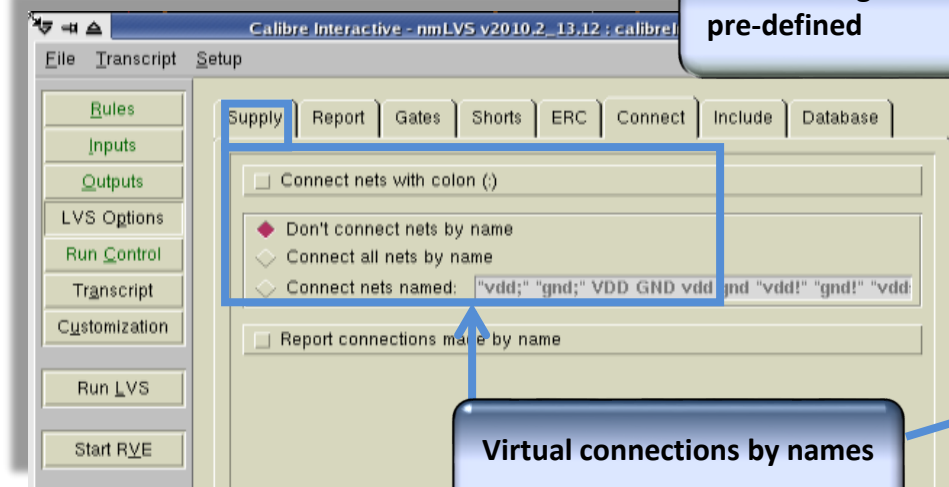 pre-defined
Calibre Interactive - nmLVS v2010.2_13.12 : calibreI
File Transcript Setup
Rules
Inputs
Outputs
LVS Options
Run Control
Transcript
Customization
Run LVS
Start RVE
Supply Report Gates Shorts ERC Connect Include Database
Connect nets with colon (:)
Don't connect nets by name
Connect all nets by name
Connect nets named: "vdd;" "gnd;" VDD GND vdd gnd "vdd!" "gnd!" "vdd
Report connections made by name
Virtual connections by names